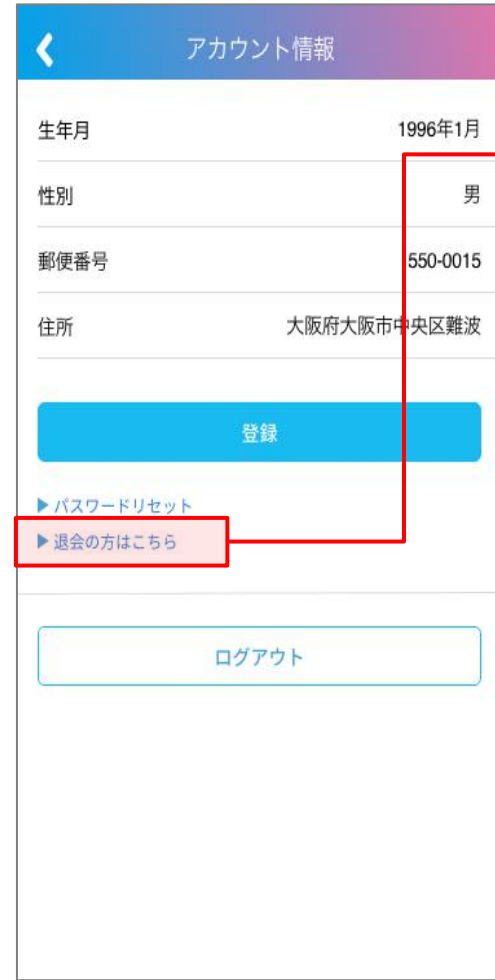 アカウント情報
生年月 1996年1月
性別 男
郵便番号 550-0015
住所 大阪府大阪市中央区難波
登録
▶パスワードリセット
▶退会の方はこちら
ログアウト